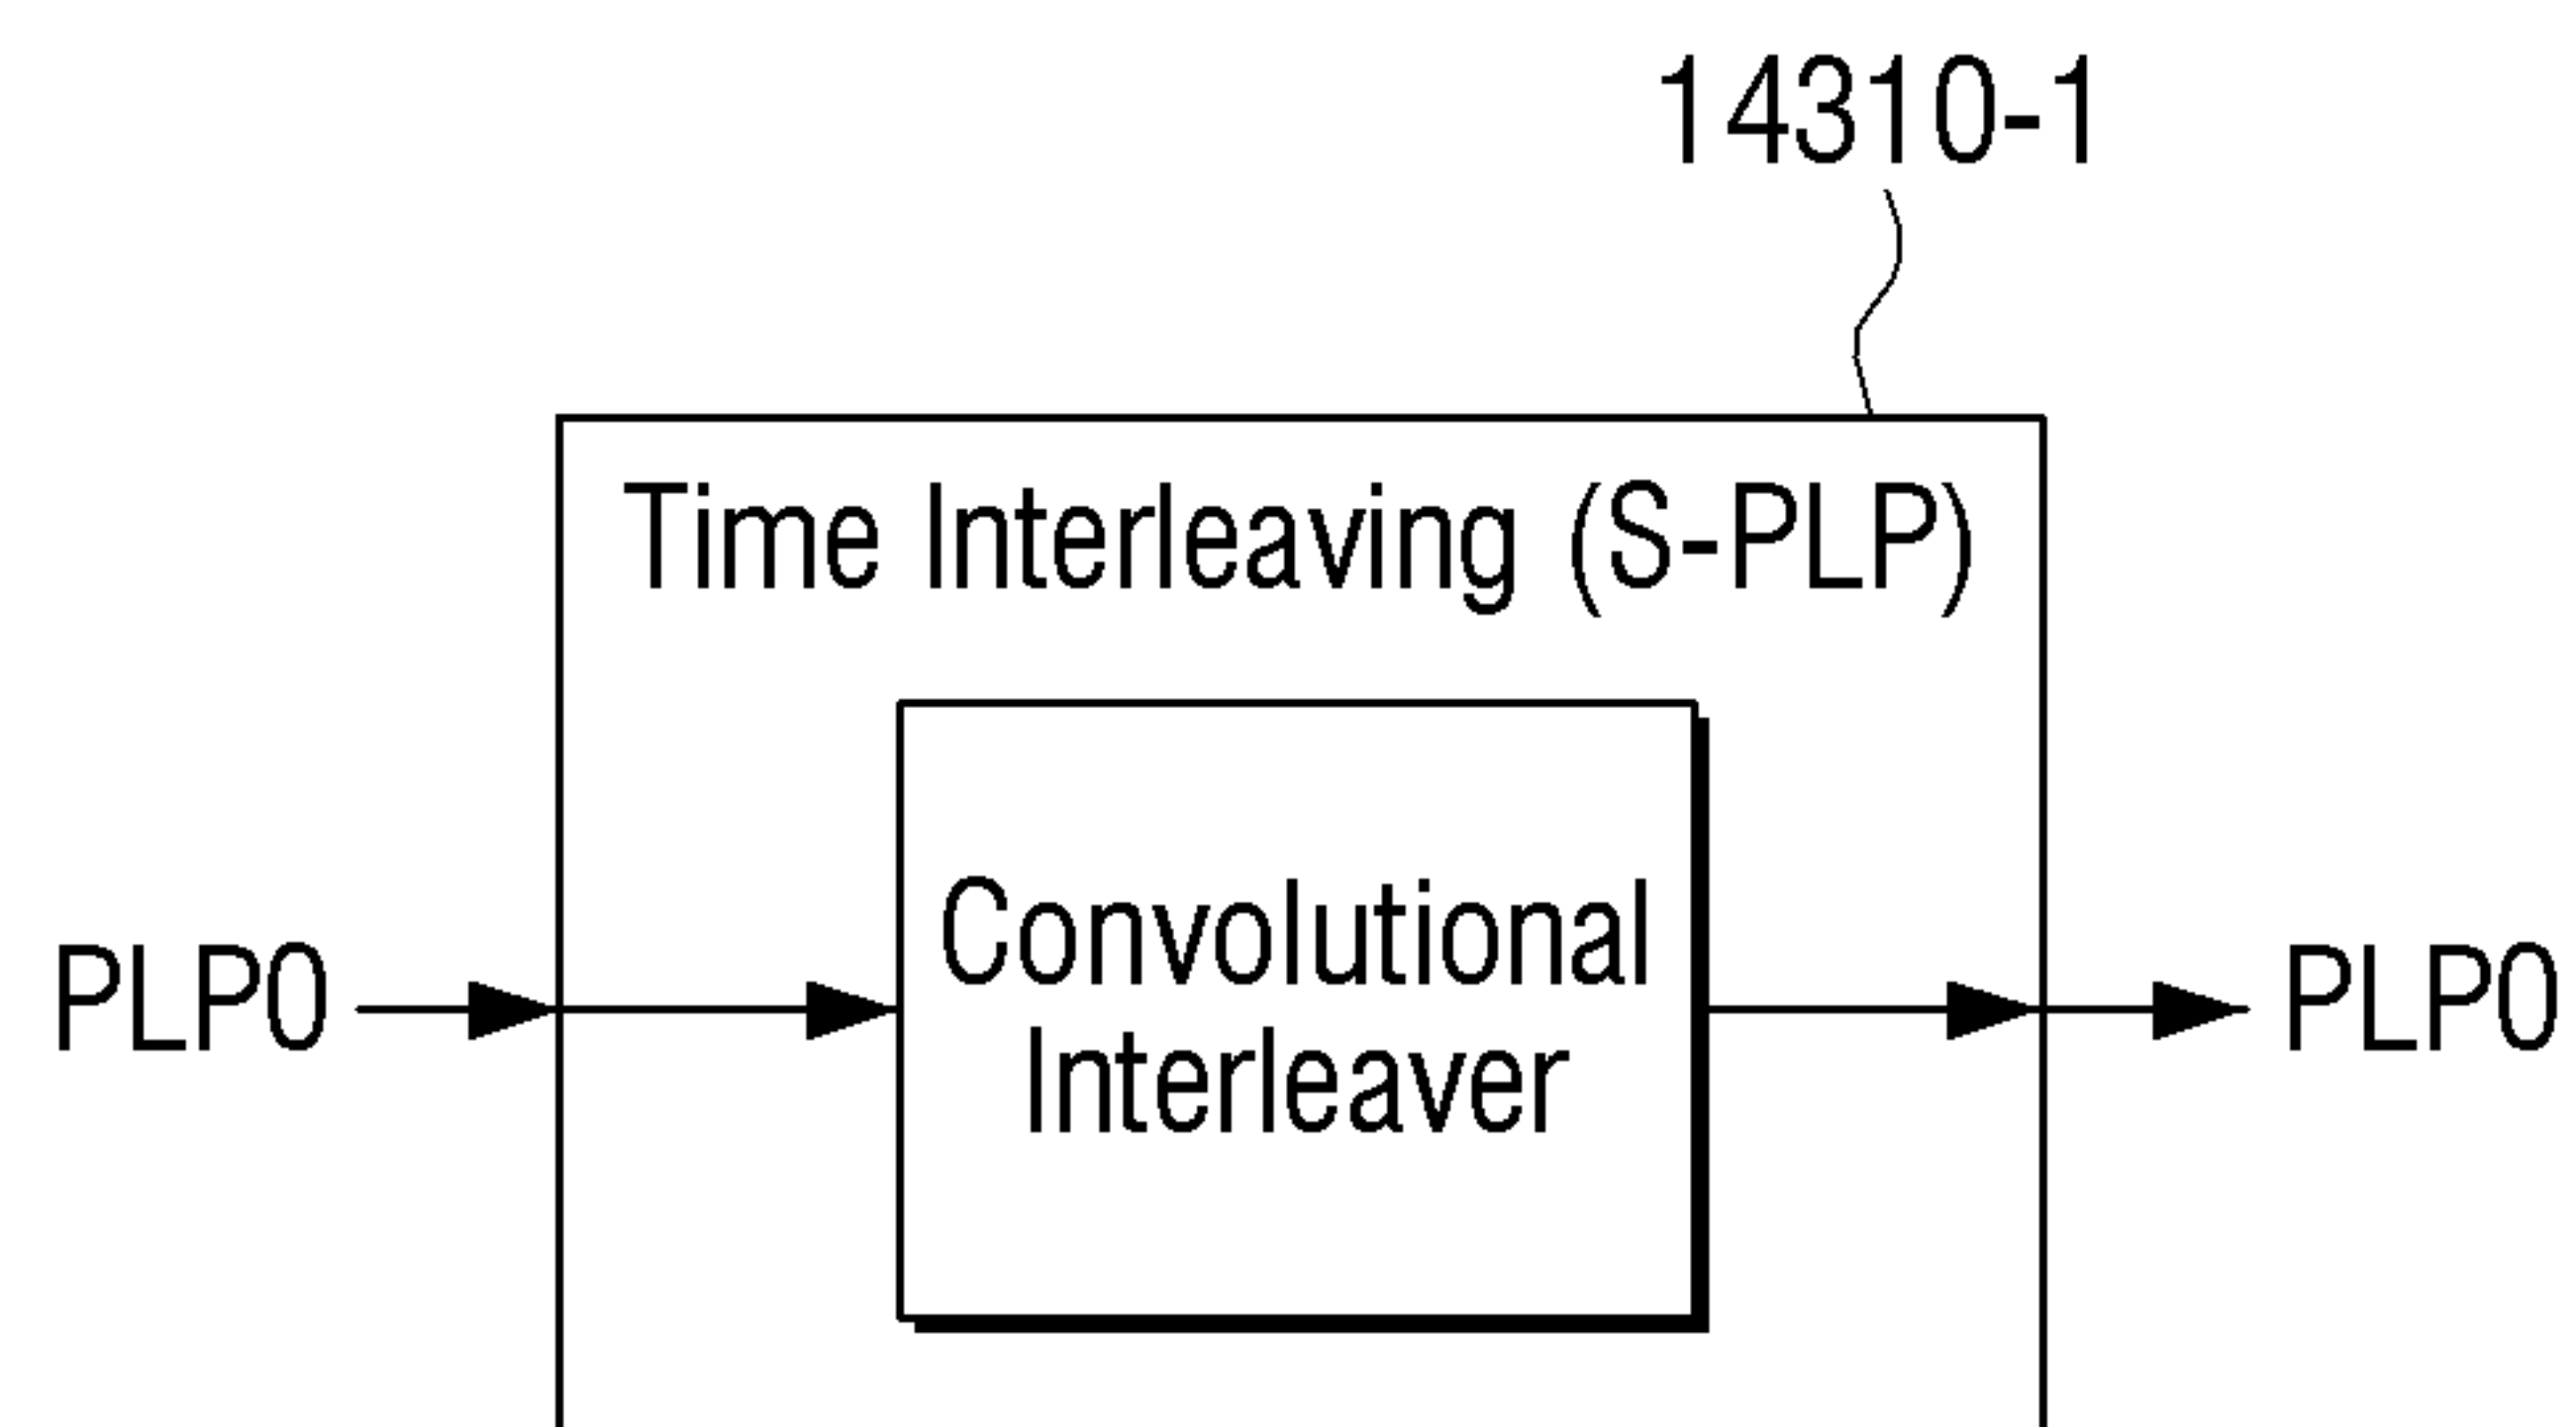 14310-1
Time Interleaving (S-PLP)
Convolutional
Interleaver
PLP0
PLP0